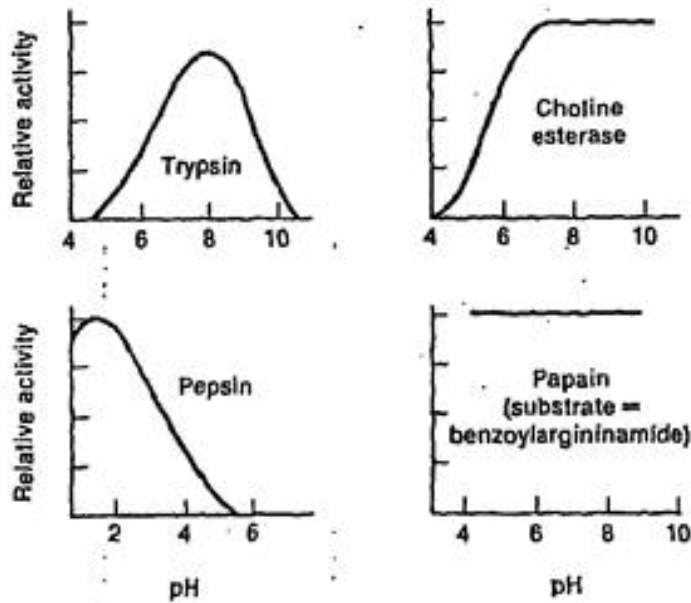 Relative activity
Trypsin
4 6 8 10
Choline
esterase
4 6 8 10
Relative activity
Pepsin
2 4 6
pH
Papain
(substrate =
benzoylargininamide)
4 6 8 10
pH